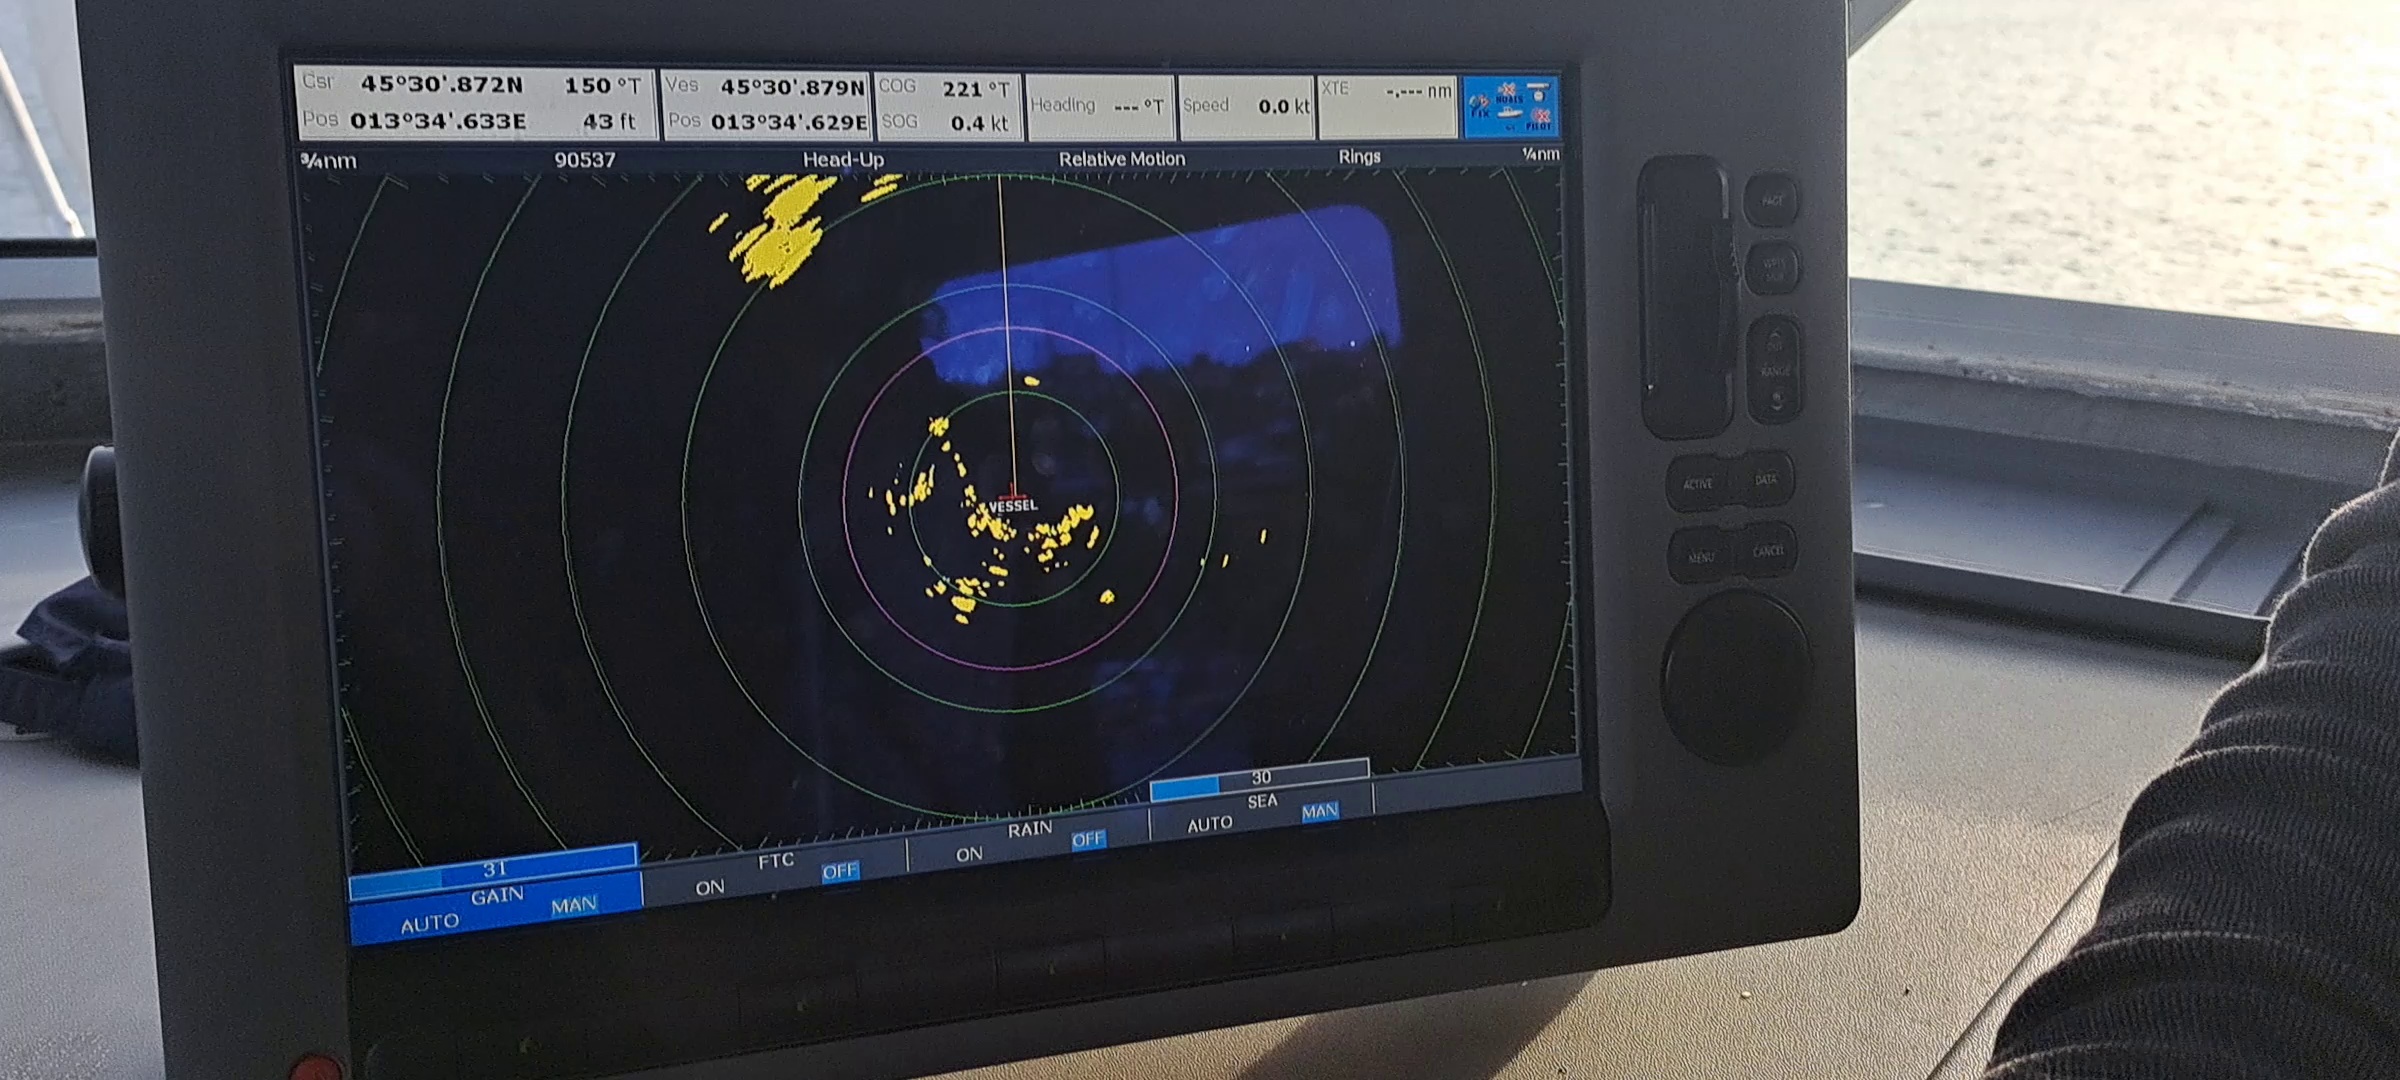 Csr 45°30'.872N 150 °T
Pos 013°34'.633E 43 ft
Ves 45°30'.879N
Pos 013°34'.629E
COG 221 °T
SOG 0.4 kt
Heading --- °T
Speed 0.0 kt
XTE -.--- nm
FIX
PILOT
¾nm 90537 Head-Up Relative Motion Rings ¼nm
VESSEL
30
SEA
AUTO MAN
RAIN
ON OFF
FTC
ON OFF
31
GAIN
AUTO MAN
PAGE
RANGE
ACTIVE DATA
MENU CANCEL